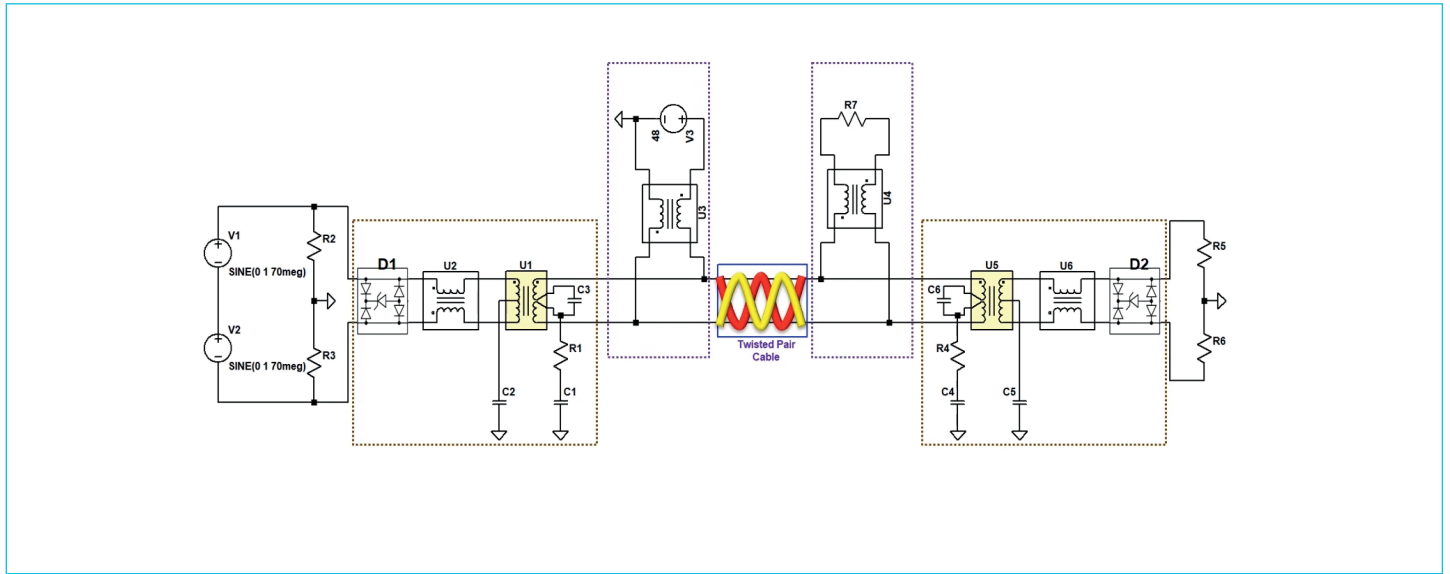 R7
48
V3
U3
U4
V1
SINE(0 1 70meg)
R2
V2
SINE(0 1 70meg)
R3
D1
U2
U1
C3
R1
C2
C1
Twisted Pair
Cable
U5
U6
D2
C6
R4
C4
C5
R5
R6